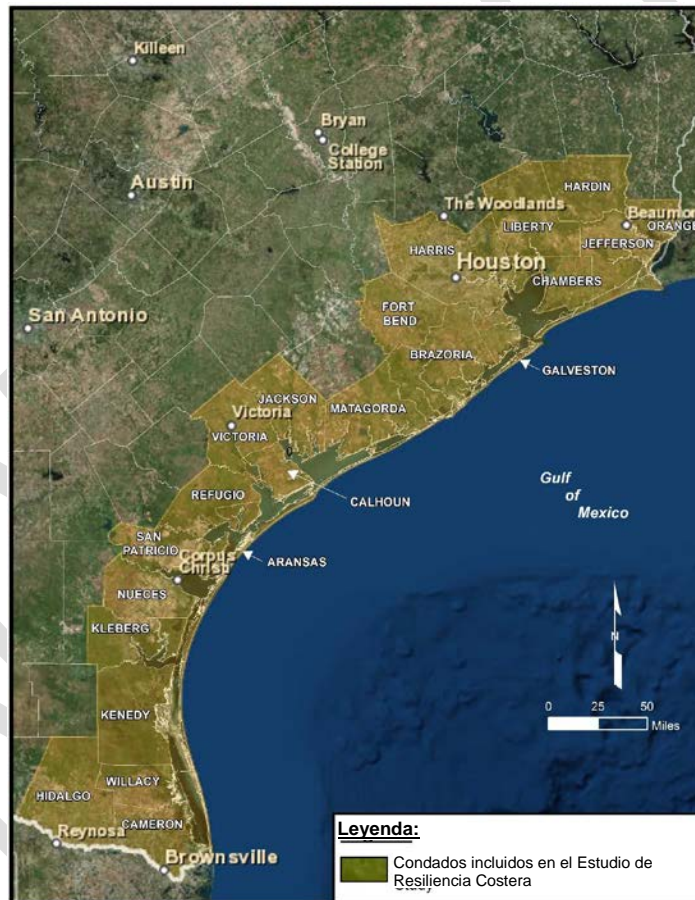 Killeen
Bryan
College
Station
Austin
The Woodlands
HARDIN
Beaumon
ORANG
LIBERTY
JEFFERSON
HARRIS
Houston
CHAMBERS
San Antonio
FORT
BEND
BRAZORIA
GALVESTON
JACKSON
MATAGORDA
Victoria
VICTORIA
Gulf
of
Mexico
REFUGIO
CALHOUN
SAN
PATRICIO
Corpus
Christi
ARANSAS
NUECES
KLEBERG
N
KENEDY
0 25 50
Miles
WILLACY
HIDALGO
CAMERON
Reynosa
Brownsville
Leyenda:
Condados incluidos en el Estudio de
Resiliencia Costera